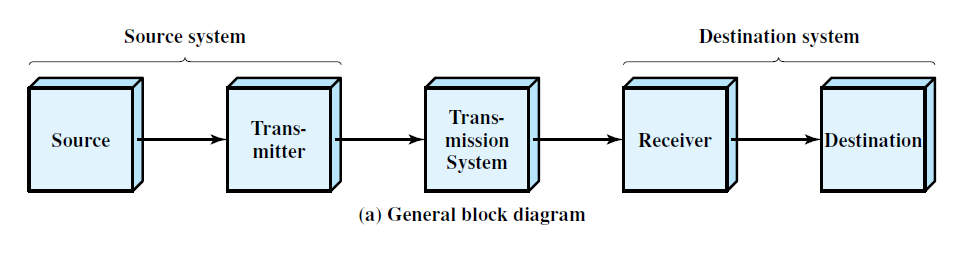 Source system
Destination system
Source
Trans-
mitter
Trans-
mission
System
Receiver
Destination
(a) General block diagram